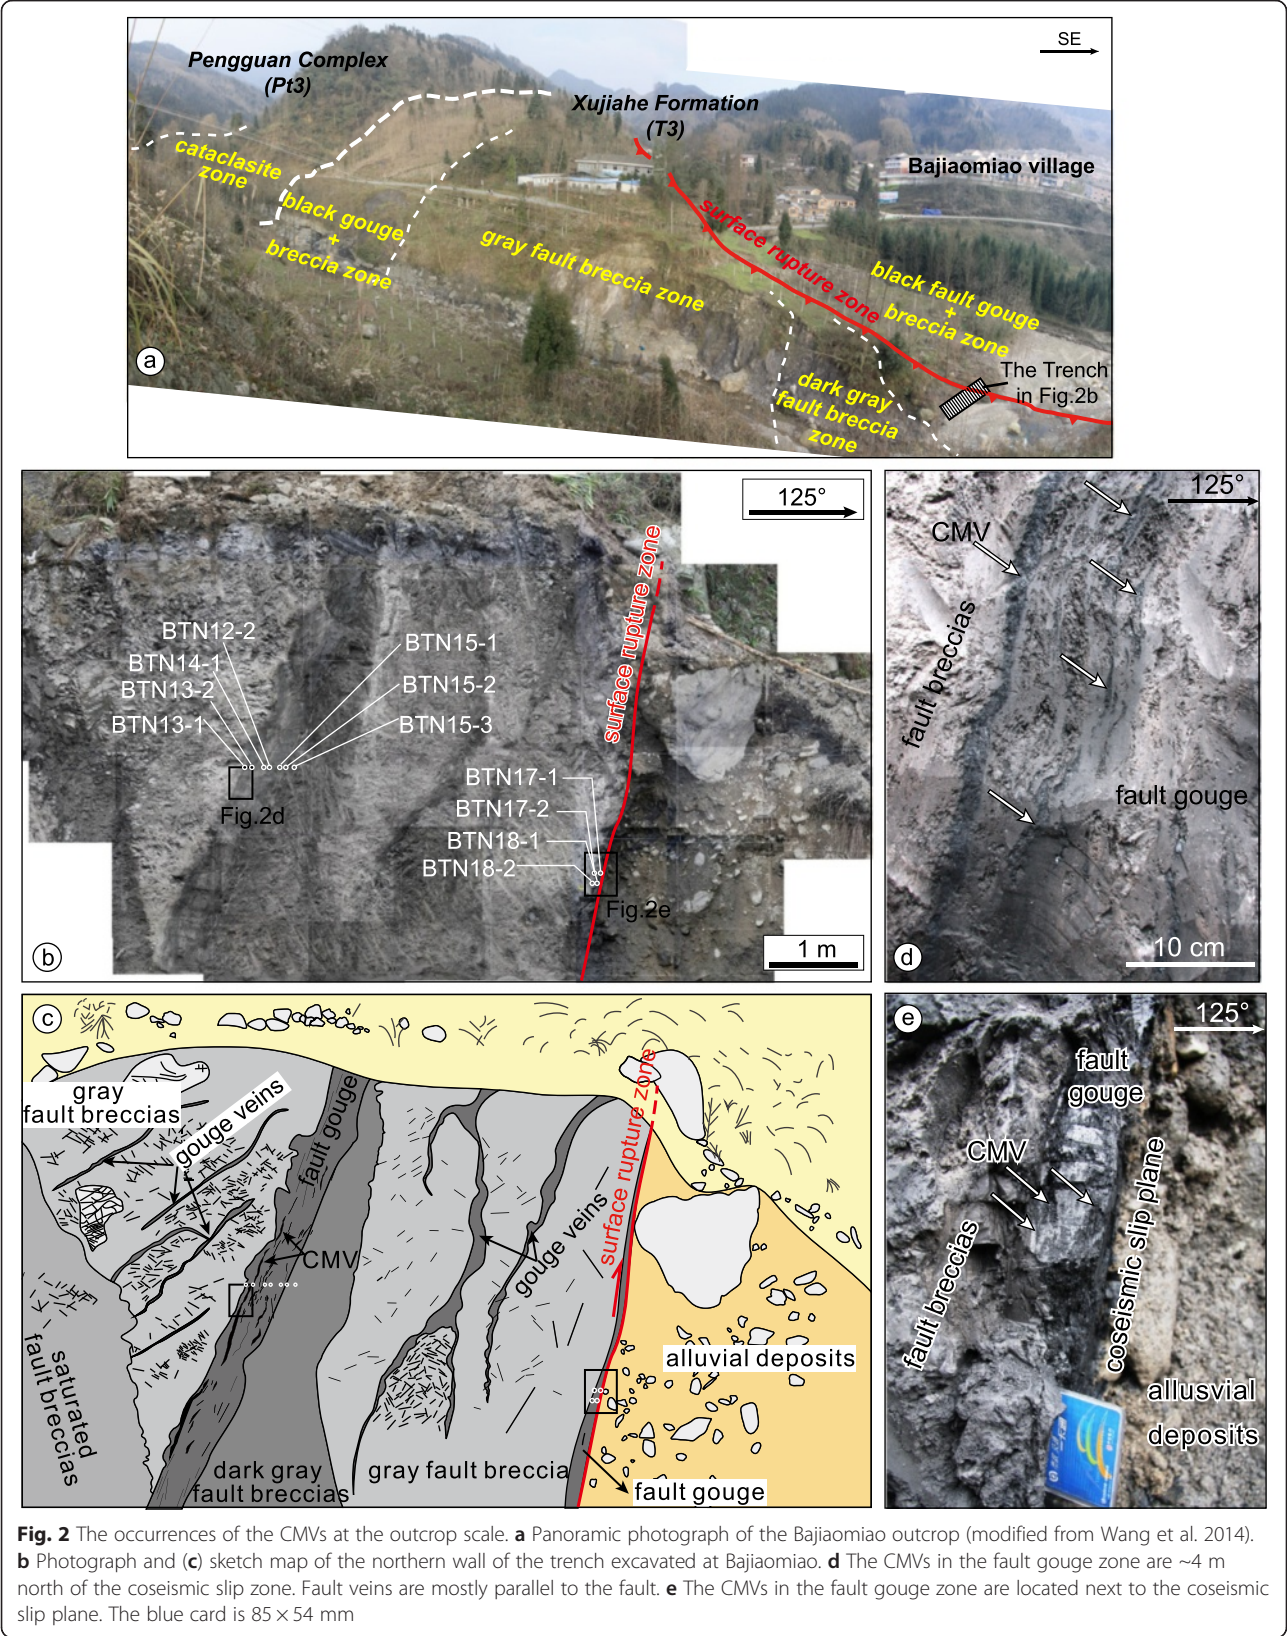 SE
Pengguan Complex
(Pt3)
Xujiahe Formation
(T3)
Bajiaomiao village
cataclasite
zone
black gouge
+
breccia zone
gray fault breccia zone
surface rupture zone
black fault gouge
+
breccia zone
dark gray
fault breccia
zone
The Trench
in Fig.2b
a
125°
surface rupture zone
BTN12-2
BTN14-1
BTN13-2
BTN13-1
BTN15-1
BTN15-2
BTN15-3
Fig.2d
BTN17-1
BTN17-2
BTN18-1
BTN18-2
Fig.2e
1 m
b
125°
CMV
fault breccias
fault gouge
10 cm
d
c
gray
fault breccias
gouge veins
fault gouge
CMV
saturated
fault breccias
dark gray
fault breccias
gray fault breccia
gouge veins
surface rupture zone
alluvial deposits
fault gouge
e
125°
fault
gouge
CMV
fault breccias
coseismic slip plane
allusvial
deposits
Fig. 2 The occurrences of the CMVs at the outcrop scale. a Panoramic photograph of the Bajiaomiao outcrop (modified from Wang et al. 2014).
b Photograph and (c) sketch map of the northern wall of the trench excavated at Bajiaomiao. d The CMVs in the fault gouge zone are ~4 m
north of the coseismic slip zone. Fault veins are mostly parallel to the fault. e The CMVs in the fault gouge zone are located next to the coseismic
slip plane. The blue card is 85 × 54 mm